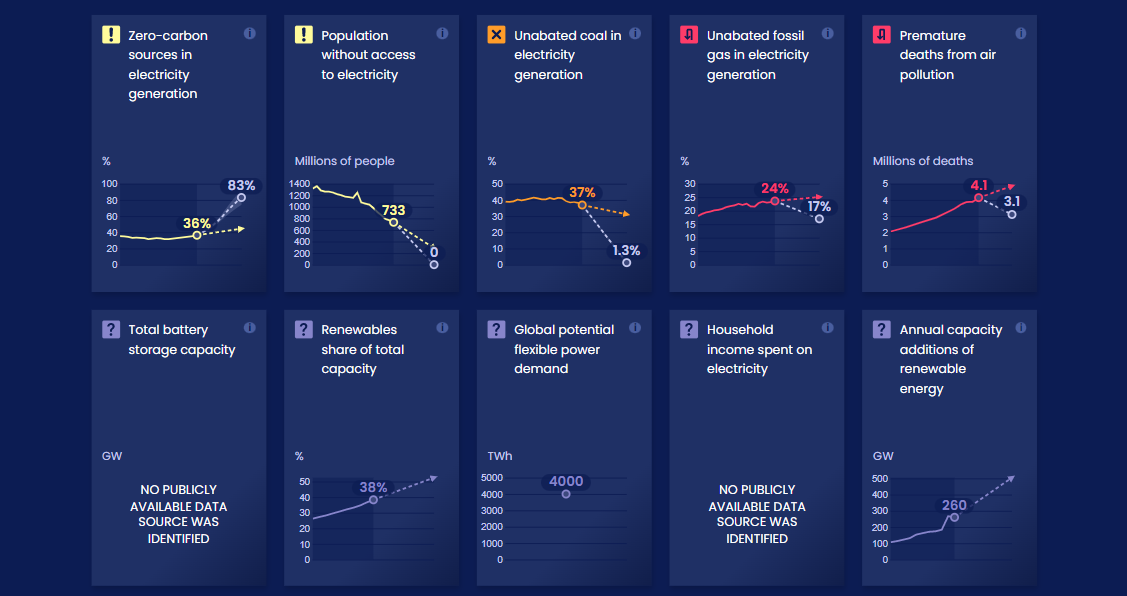 Zero-carbon
sources in
electricity
generation
%
100
80
60
40
20
0
36%
83%
Population
without access
to electricity
Millions of people
1400
1200
1000
800
600
400
200
0
733
0
Unabated coal in
electricity
generation
%
50
40
30
20
10
0
37%
1.3%
Unabated fossil
gas in electricity
generation
%
30
25
20
15
10
5
0
24%
17%
Premature
deaths from air
pollution
Millions of deaths
5
4
3
2
1
0
4.1
3.1
Total battery
storage capacity
GW
NO PUBLICLY
AVAILABLE DATA
SOURCE WAS
IDENTIFIED
Renewables
share of total
capacity
%
50
40
30
20
10
0
38%
Global potential
flexible power
demand
TWh
5000
4000
3000
2000
1000
0
4000
Household
income spent on
electricity
NO PUBLICLY
AVAILABLE DATA
SOURCE WAS
IDENTIFIED
Annual capacity
additions of
renewable
energy
GW
500
400
300
200
100
0
260